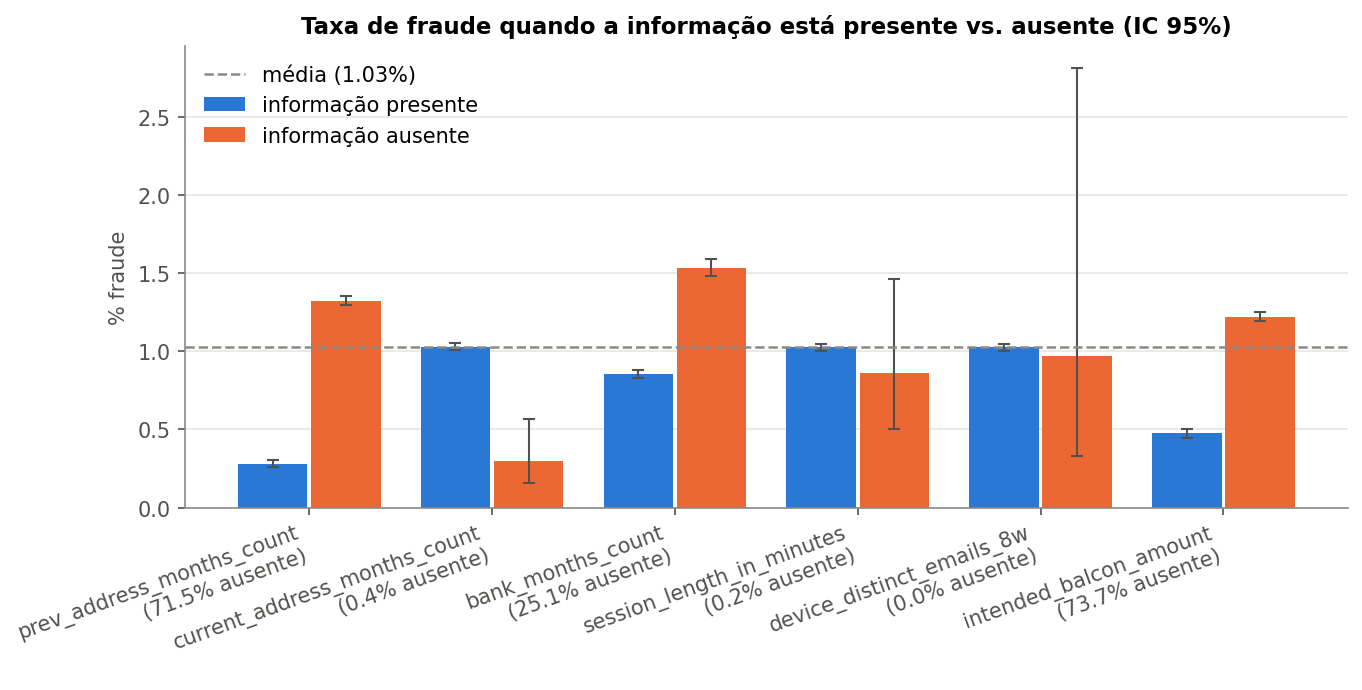 Taxa de fraude quando a informação está presente vs. ausente (IC 95%)
média (1.03%)
informação presente
informação ausente
% fraude
2.5
2.0
1.5
1.0
0.5
0.0
prev_address_months_count
(71.5% ausente)
current_address_months_count
(0.4% ausente)
bank_months_count
(25.1% ausente)
session_length_in_minutes
(0.2% ausente)
device_distinct_emails_8w
(0.0% ausente)
intended_balcon_amount
(73.7% ausente)